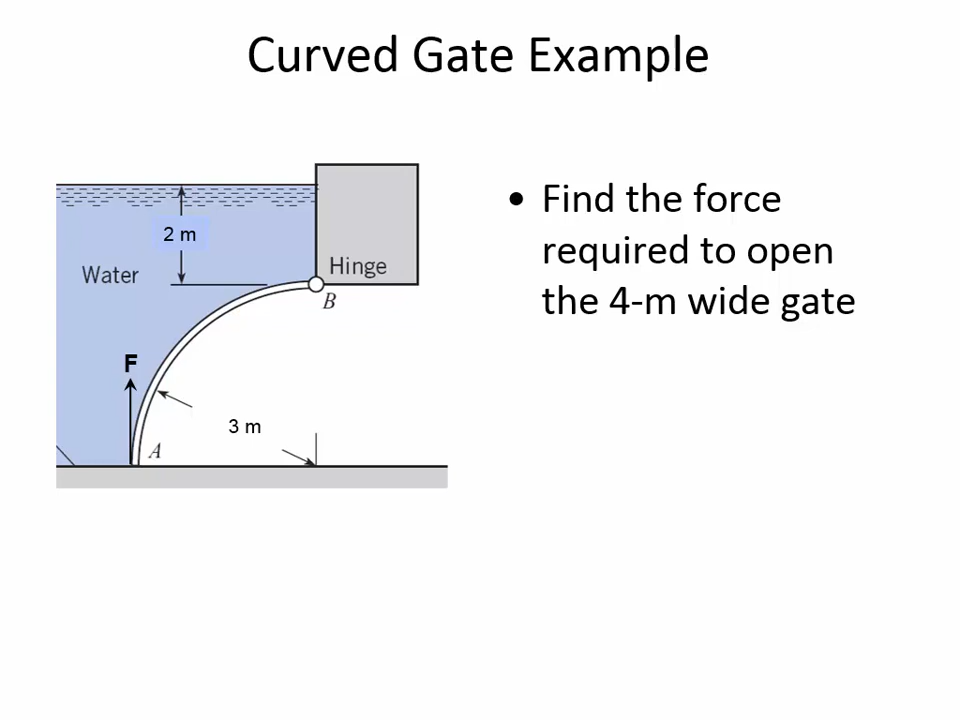 Curved Gate Example
2 m
Water
Hinge
B
F
3 m
A
• Find the force
required to open
the 4-m wide gate